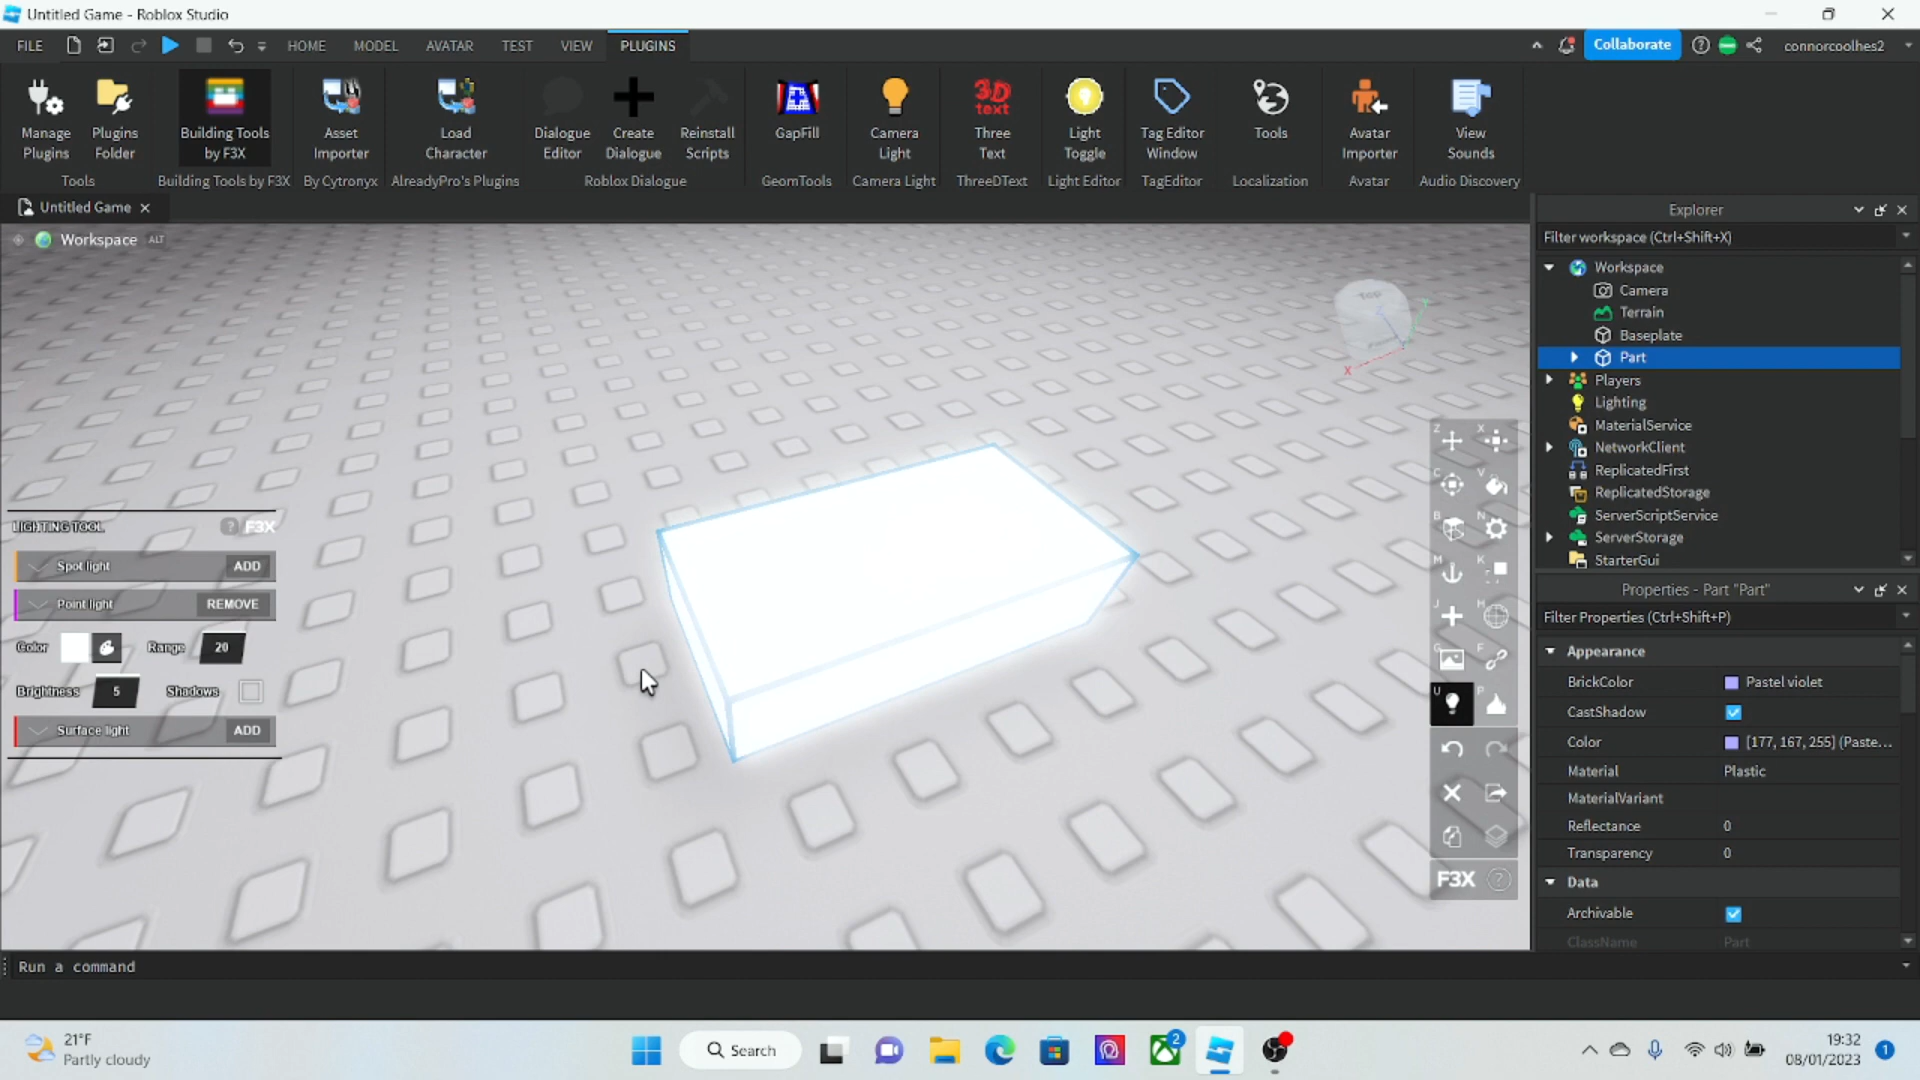 Untitled Game - Roblox Studio
FILE HOME MODEL AVATAR TEST VIEW PLUGINS Collaborate connorcoolhes2
Manage Plugins
Plugins Folder
Building Tools by F3X
Asset Importer
Load Character
Dialogue Editor
Create Dialogue
Reinstall Scripts
GapFill
Camera Light
3D text
Three Text
Light Toggle
Tag Editor Window
Tools
Avatar Importer
View Sounds
Tools
Building Tools by F3X
By Cytronyx
AlreadyPro's Plugins
Roblox Dialogue
GeomTools
Camera Light
ThreeDText
Light Editor
TagEditor
Localization
Avatar
Audio Discovery
Untitled Game
Workspace ALT
Top
X
Y
Z
LIGHTING TOOL ? F3X
Spot light ADD
Point light REMOVE
Color Range 20
Brightness 5 Shadows
Surface light ADD
Z X
C V
B N
M K
J H
G F
U P
F3X ?
Explorer
Filter workspace (Ctrl+Shift+X)
Workspace
Camera
Terrain
Baseplate
Part
Players
Lighting
MaterialService
NetworkClient
ReplicatedFirst
ReplicatedStorage
ServerScriptService
ServerStorage
StarterGui
Properties - Part "Part"
Filter Properties (Ctrl+Shift+P)
Appearance
BrickColor Pastel violet
CastShadow
Color [177, 167, 255] (Paste...
Material Plastic
MaterialVariant
Reflectance 0
Transparency 0
Data
Archivable
ClassName Part
Run a command
21°F
Partly cloudy
Search
2
19:32
08/01/2023
1